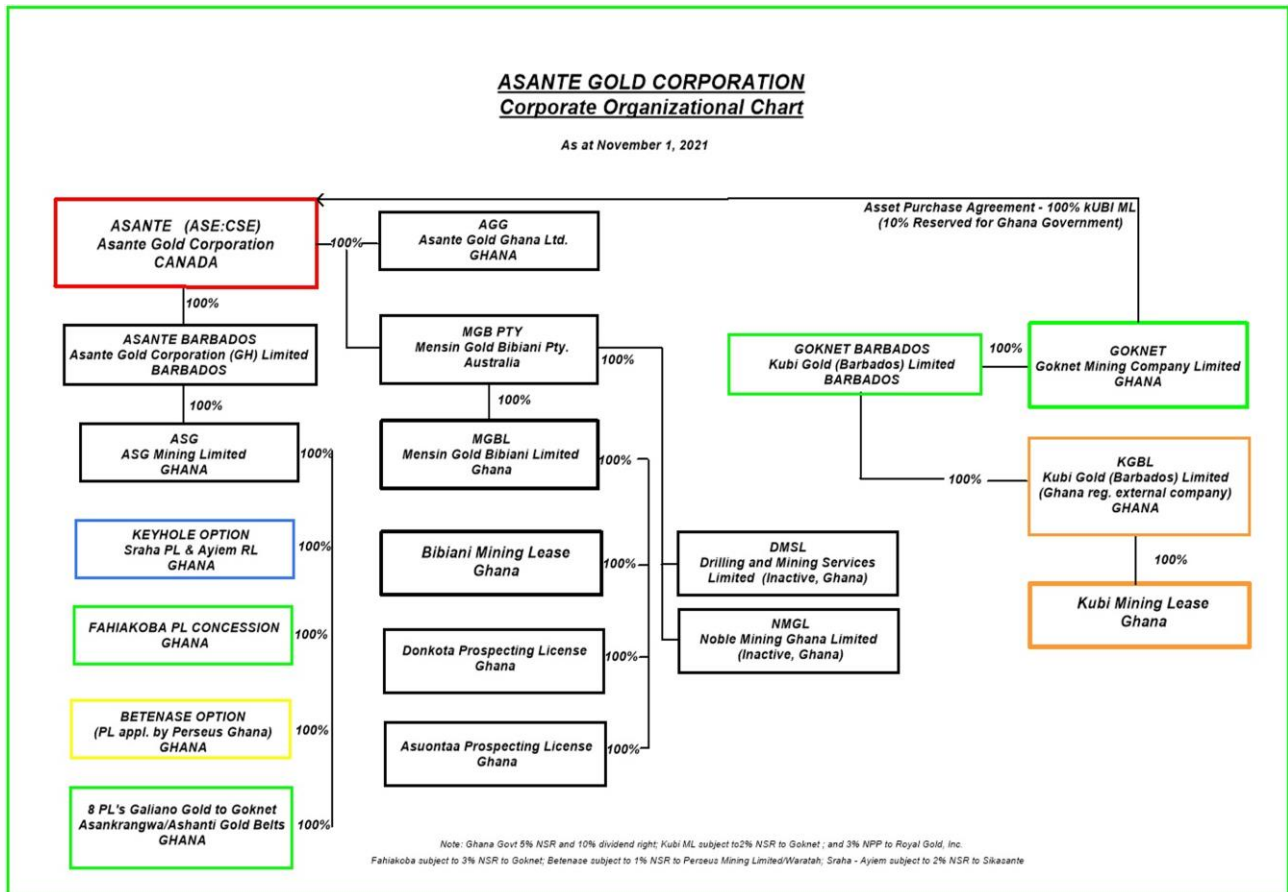 ASANTE GOLD CORPORATION
Corporate Organizational Chart
As at November 1, 2021
ASANTE (ASE:CSE)
Asante Gold Corporation
CANADA
100%
AGG
Asante Gold Ghana Ltd.
GHANA
Asset Purchase Agreement - 100% kUBI ML
(10% Reserved for Ghana Government)
100%
ASANTE BARBADOS
Asante Gold Corporation (GH) Limited
BARBADOS
MGB PTY
Mensin Gold Bibiani Pty.
Australia
100%
GOKNET BARBADOS
Kubi Gold (Barbados) Limited
BARBADOS
100%
GOKNET
Goknet Mining Company Limited
GHANA
100%
100%
ASG
ASG Mining Limited
GHANA
100%
MGBL
Mensin Gold Bibiani Limited
Ghana
100%
100%
KGBL
Kubi Gold (Barbados) Limited
(Ghana reg. external company)
GHANA
KEYHOLE OPTION
Sraha PL & Ayiem RL
GHANA
100%
Bibiani Mining Lease
Ghana
100%
DMSL
Drilling and Mining Services
Limited (Inactive, Ghana)
100%
Kubi Mining Lease
Ghana
FAHIAKOBA PL CONCESSION
GHANA
100%
Donkota Prospecting License
Ghana
100%
NMGL
Noble Mining Ghana Limited
(Inactive, Ghana)
BETENASE OPTION
(PL appl. by Perseus Ghana)
GHANA
100%
Asuontaa Prospecting License
Ghana
100%
8 PL's Galiano Gold to Goknet
Asankrangwa/Ashanti Gold Belts
GHANA
100%
Note: Ghana Govt 5% NSR and 10% dividend right; Kubi ML subject to2% NSR to Goknet ; and 3% NPP to Royal Gold, Inc.
Fahiakoba subject to 3% NSR to Goknet; Betenase subject to 1% NSR to Perseus Mining Limited/Waratah; Sraha - Ayiem subject to 2% NSR to Sikasante